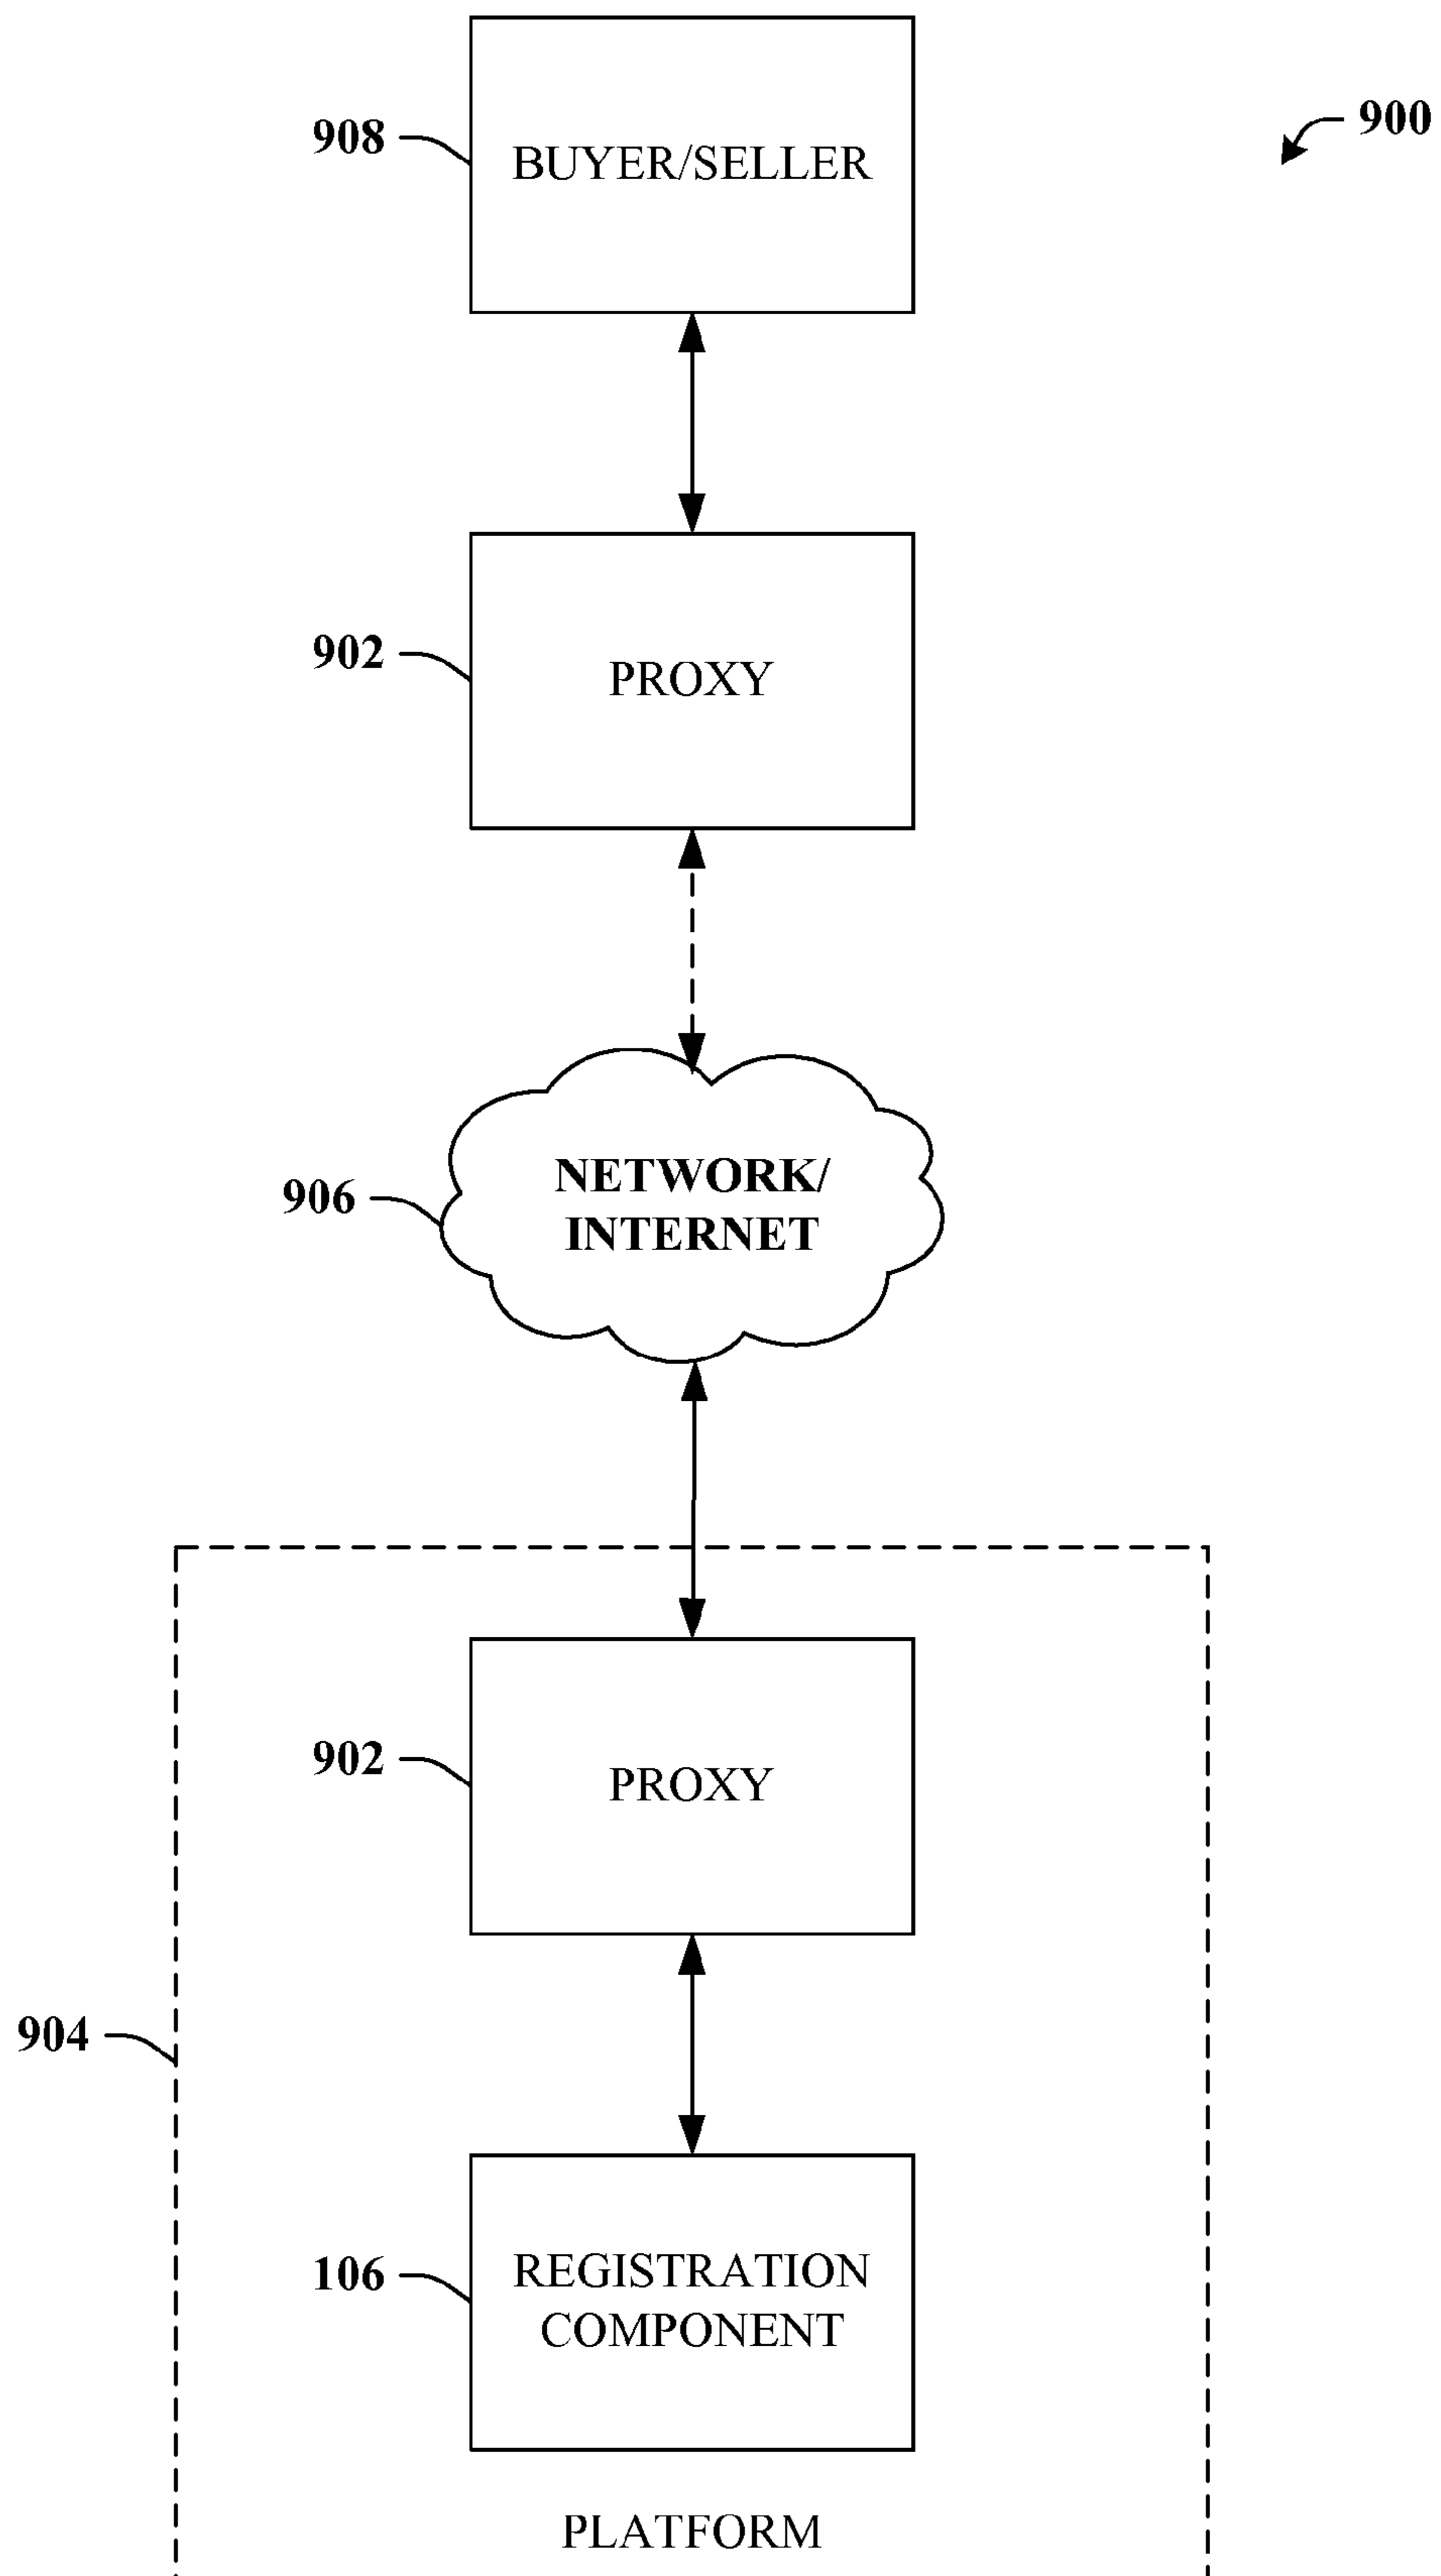 900
908
BUYER/SELLER
902
PROXY
906
NETWORK/
INTERNET
902
PROXY
904
106
REGISTRATION
COMPONENT
PLATFORM